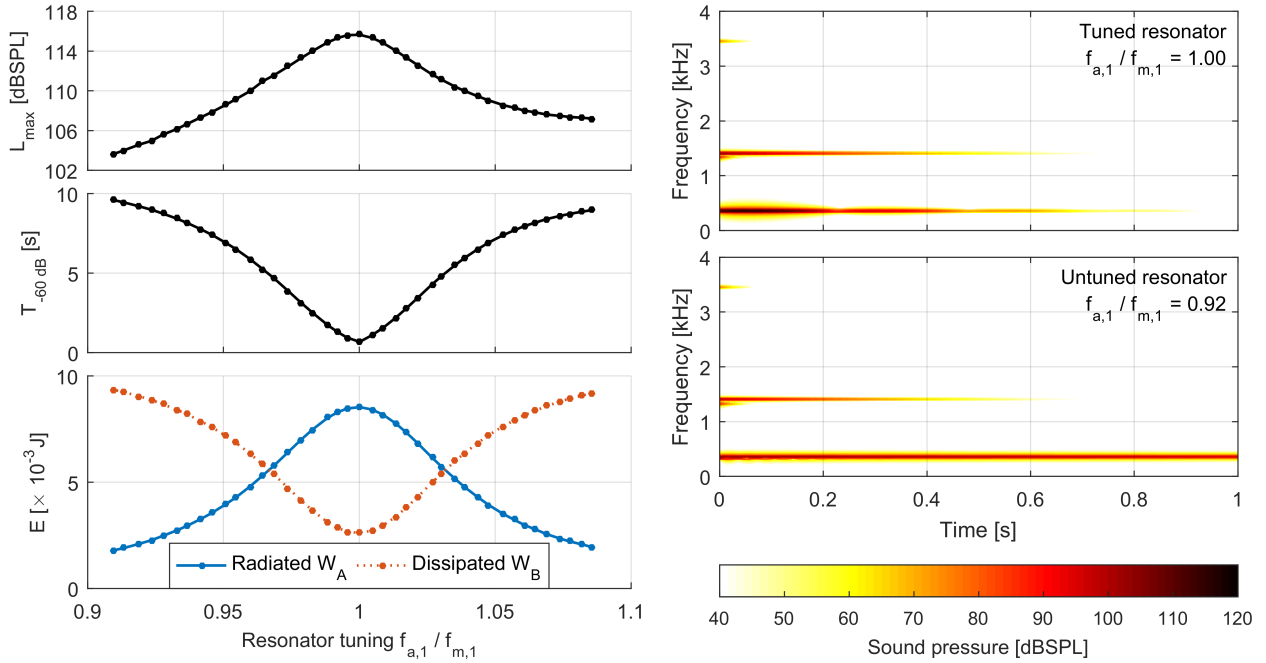 118
114
110
106
102
L_max [dBSPL]
10
5
0
T_-60 dB [s]
10
5
0
E [× 10^-3 J]
Radiated W_A
Dissipated W_B
0.9 0.95 1 1.05 1.1
Resonator tuning f_a,1 / f_m,1
4
3
2
1
0
Frequency [kHz]
Tuned resonator
f_a,1 / f_m,1 = 1.00
4
3
2
1
0
Frequency [kHz]
Untuned resonator
f_a,1 / f_m,1 = 0.92
0 0.2 0.4 0.6 0.8 1
Time [s]
40 50 60 70 80 90 100 110 120
Sound pressure [dBSPL]